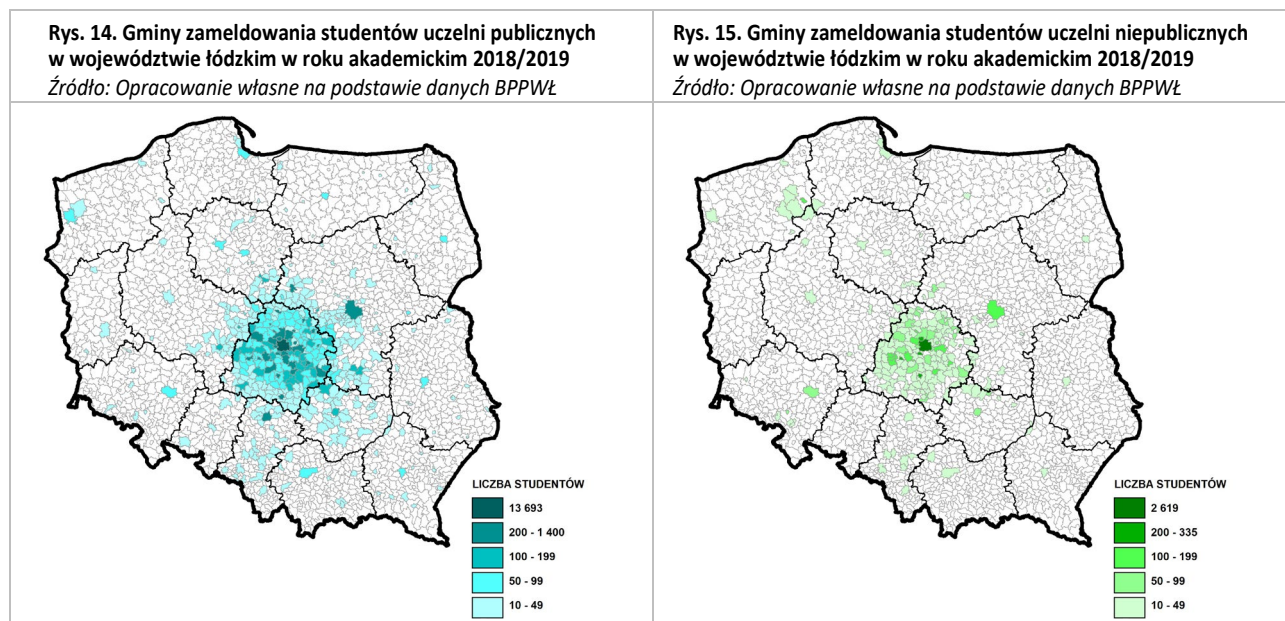 Rys. 14. Gminy zameldowania studentów uczelni publicznych
w województwie łódzkim w roku akademickim 2018/2019
Źródło: Opracowanie własne na podstawie danych BPPWŁ
LICZBA STUDENTÓW
13 693
200 - 1 400
100 - 199
50 - 99
10 - 49
Rys. 15. Gminy zameldowania studentów uczelni niepublicznych
w województwie łódzkim w roku akademickim 2018/2019
Źródło: Opracowanie własne na podstawie danych BPPWŁ
LICZBA STUDENTÓW
2 619
200 - 335
100 - 199
50 - 99
10 - 49